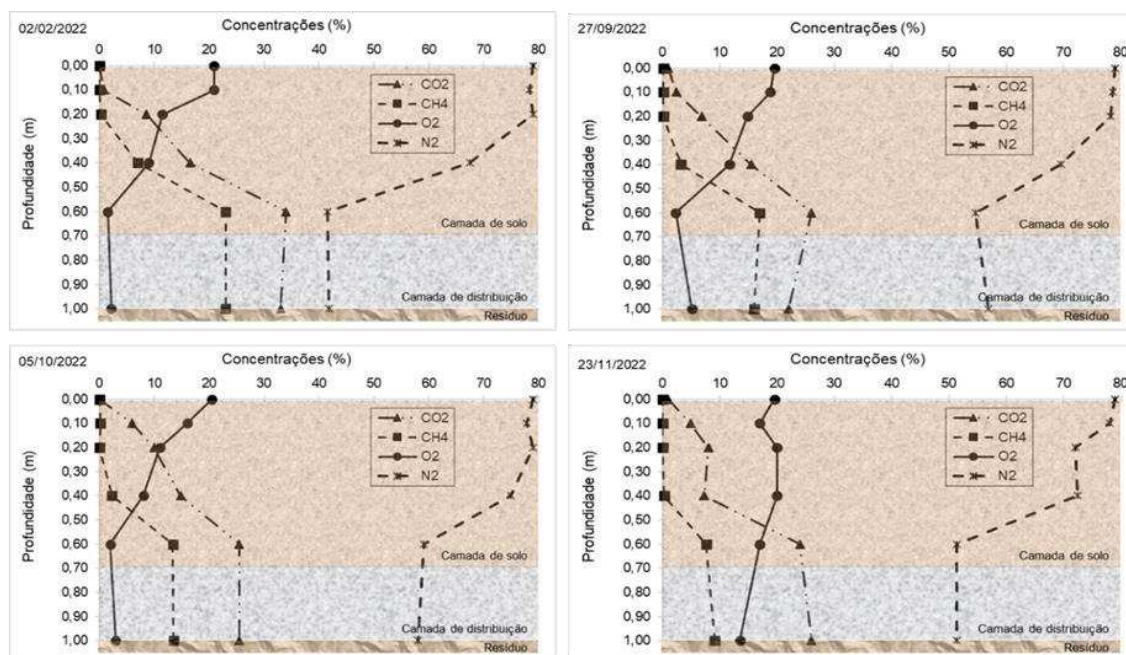 02/02/2022
Concentrações (%)
0 10 20 30 40 50 60 70 80
Profundidade (m)
0,00
0,10
0,20
0,30
0,40
0,50
0,60
0,70
0,80
0,90
1,00
CO2
CH4
O2
N2
Camada de solo
Camada de distribuição
Resíduo
27/09/2022
Concentrações (%)
0 10 20 30 40 50 60 70 80
Profundidade (m)
0,00
0,10
0,20
0,30
0,40
0,50
0,60
0,70
0,80
0,90
1,00
CO2
CH4
O2
N2
Camada de solo
Camada de distribuição
Resíduo
05/10/2022
Concentrações (%)
0 10 20 30 40 50 60 70 80
Profundidade (m)
0,00
0,10
0,20
0,30
0,40
0,50
0,60
0,70
0,80
0,90
1,00
CO2
CH4
O2
N2
Camada de solo
Camada de distribuição
Resíduo
23/11/2022
Concentrações (%)
0 10 20 30 40 50 60 70 80
Profundidade (m)
0,00
0,10
0,20
0,30
0,40
0,50
0,60
0,70
0,80
0,90
1,00
CO2
CH4
O2
N2
Camada de solo
Camada de distribuição
Resíduo